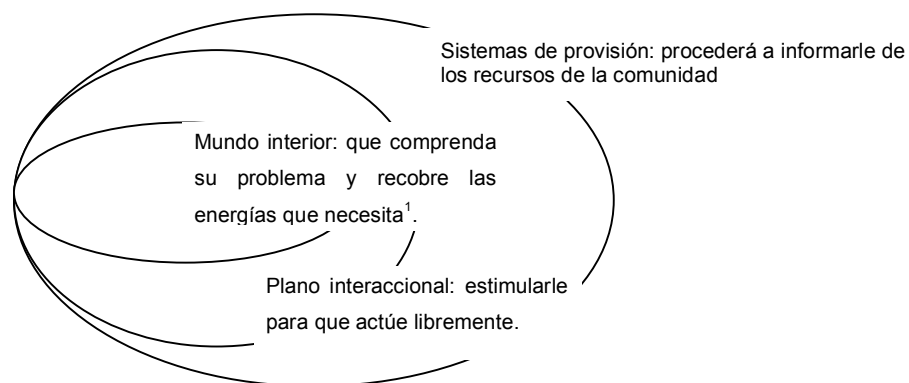 Sistemas de provisión: procederá a informarle de
los recursos de la comunidad
Mundo interior: que comprenda
su problema y recobre las
energías que necesita¹.
Plano interaccional: estimularle
para que actúe libremente.